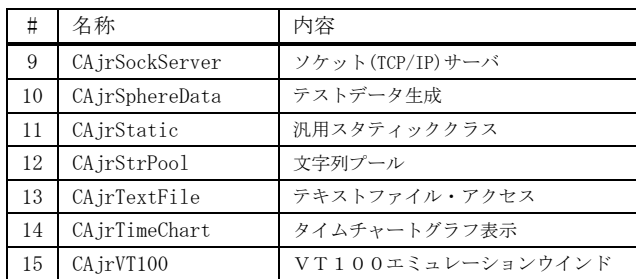 # 名称 内容
9 CAjrSockServer ソケット(TCP/IP)サーバ
10 CAjrSphereData テストデータ生成
11 CAjrStatic 汎用スタティッククラス
12 CAjrStrPool 文字列プール
13 CAjrTextFile テキストファイル・アクセス
14 CAjrTimeChart タイムチャートグラフ表示
15 CAjrVT100 ＶＴ１００エミュレーションウインド